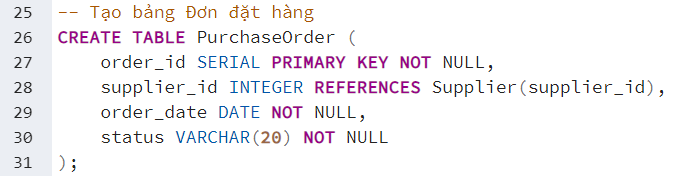 25 -- Tạo bảng Đơn đặt hàng
26 CREATE TABLE PurchaseOrder (
27     order_id SERIAL PRIMARY KEY NOT NULL,
28     supplier_id INTEGER REFERENCES Supplier(supplier_id),
29     order_date DATE NOT NULL,
30     status VARCHAR(20) NOT NULL
31 );